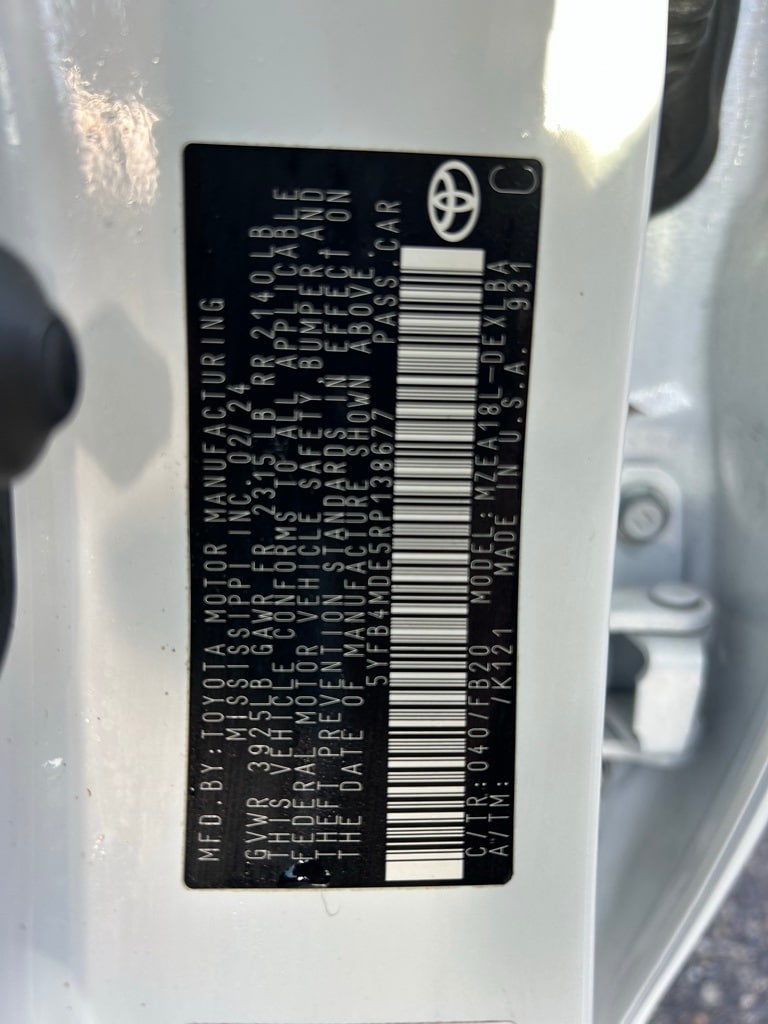 MFD.BY:TOYOTA MOTOR MANUFACTURING
MISSISSIPPI INC. 02/24
GVWR 3925LB GAWR FR 2315 LB RR 2140LB
THIS VEHICLE CONFORMS TO ALL APPLICABLE
FEDERAL MOTOR VEHICLE SAFETY, BUMPER, AND
THEFT PREVENTION STANDARDS IN EFFECT ON
THE DATE OF MANUFACTURE SHOWN ABOVE.
5YFB4MDE5RP138677 PASS.CAR
C/TR: 040 /FB20 MODEL: MZEA18L-DEXLBA
A/TM: /K121 MADE IN U.S.A. 931
C